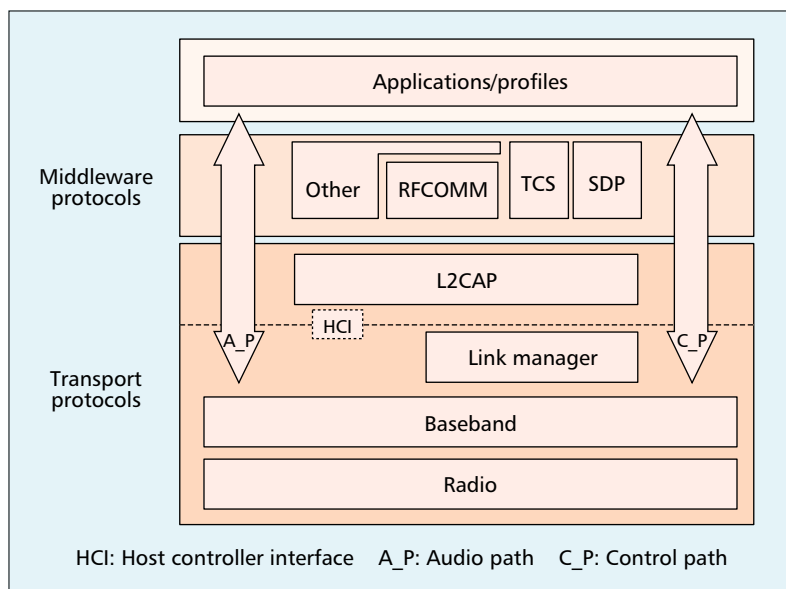 Applications/profiles
Middleware
protocols
Other
RFCOMM
TCS
SDP
L2CAP
HCI
A_P
C_P
Link manager
Transport
protocols
Baseband
Radio
HCI: Host controller interface A_P: Audio path C_P: Control path